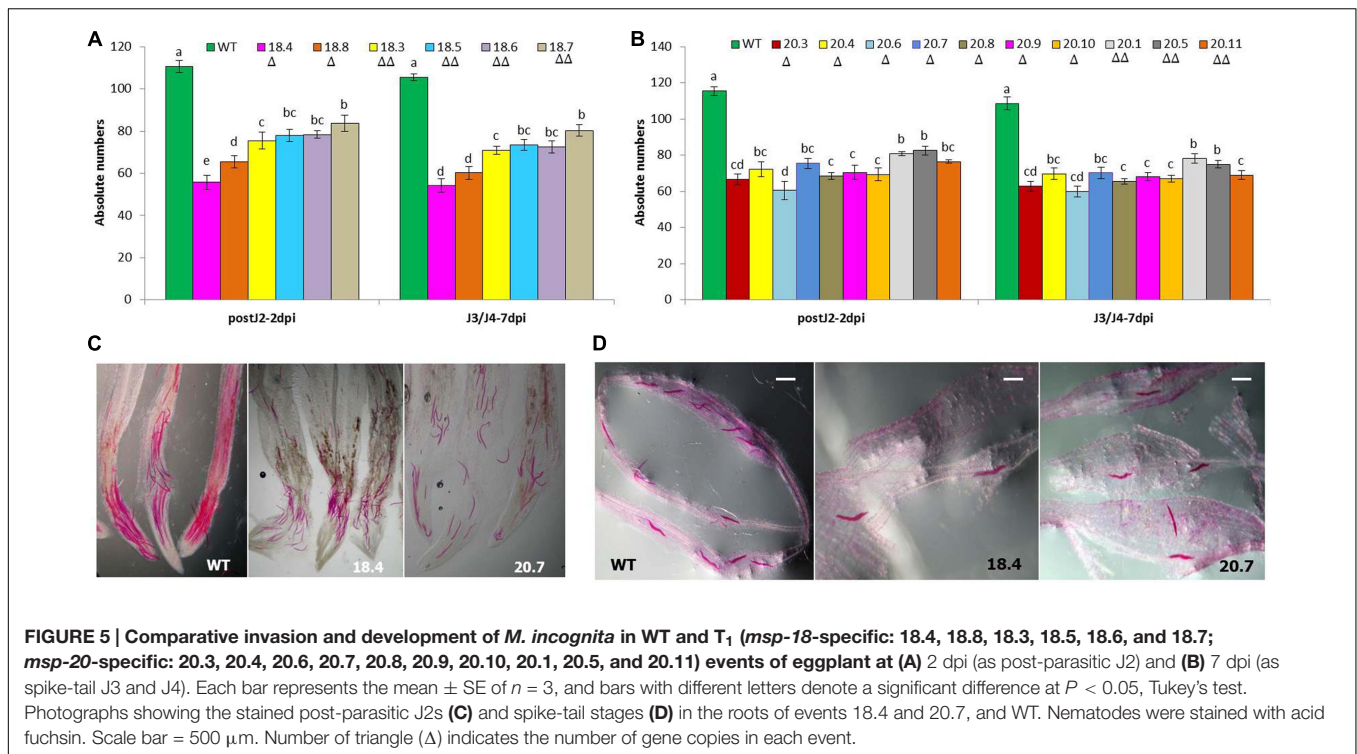 A
B
WT 18.4 18.8 18.3 18.5 18.6 18.7
Δ Δ ΔΔ ΔΔ ΔΔ ΔΔ
WT 20.3 20.4 20.6 20.7 20.8 20.9 20.10 20.1 20.5 20.11
Δ Δ Δ Δ Δ Δ Δ ΔΔ ΔΔ ΔΔ
Absolute numbers
120
100
80
60
40
20
0
a e d c bc bc b
a d d c bc bc b
postJ2-2dpi J3/J4-7dpi
Absolute numbers
140
120
100
80
60
40
20
0
a cd bc d bc c c c b b bc
a cd bc d bc c c c b b c
postJ2-2dpi J3/J4-7dpi
C
D
WT 18.4 20.7
WT 18.4 20.7
FIGURE 5 | Comparative invasion and development of M. incognita in WT and T1 (msp-18-specific: 18.4, 18.8, 18.3, 18.5, 18.6, and 18.7;
msp-20-specific: 20.3, 20.4, 20.6, 20.7, 20.8, 20.9, 20.10, 20.1, 20.5, and 20.11) events of eggplant at (A) 2 dpi (as post-parasitic J2) and (B) 7 dpi (as
spike-tail J3 and J4). Each bar represents the mean ± SE of n = 3, and bars with different letters denote a significant difference at P < 0.05, Tukey's test.
Photographs showing the stained post-parasitic J2s (C) and spike-tail stages (D) in the roots of events 18.4 and 20.7, and WT. Nematodes were stained with acid
fuchsin. Scale bar = 500 μm. Number of triangle (Δ) indicates the number of gene copies in each event.